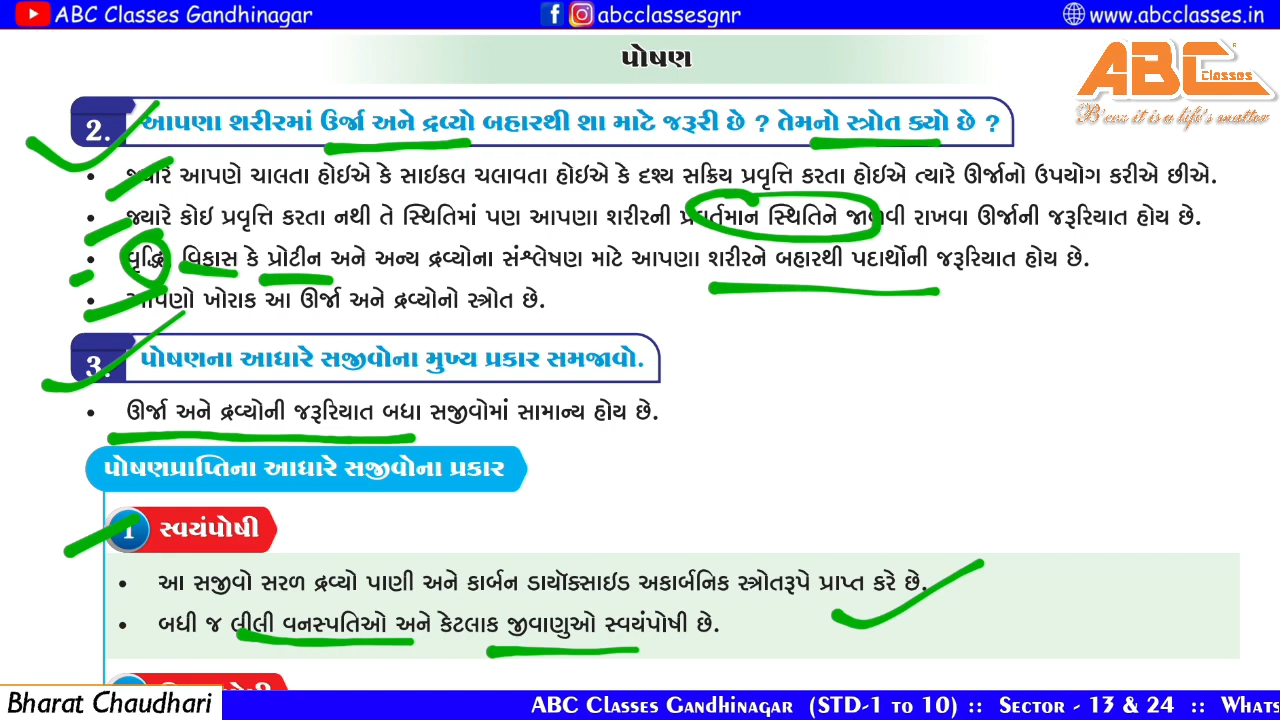 ABC Classes Gandhinagar abcclassesgnr www.abcclasses.in
પોષણ
ABC Classes
B'coz it is a life's matter
2. આપણા શરીરમાં ઉર્જા અને દ્રવ્યો બહારથી શા માટે જરૂરી છે ? તેમનો સ્ત્રોત ક્યો છે ?
• જ્યારે આપણે ચાલતા હોઈએ કે સાઈકલ ચલાવતા હોઈએ કે દૃશ્ય સક્રિય પ્રવૃત્તિ કરતા હોઈએ ત્યારે ઊર્જાનો ઉપયોગ કરીએ છીએ.
• જ્યારે કોઈ પ્રવૃત્તિ કરતા નથી તે સ્થિતિમાં પણ આપણા શરીરની પ્રવર્તમાન સ્થિતિને જાળવી રાખવા ઊર્જાની જરૂરિયાત હોય છે.
• વૃદ્ધિ, વિકાસ કે પ્રોટીન અને અન્ય દ્રવ્યોના સંશ્લેષણ માટે આપણા શરીરને બહારથી પદાર્થોની જરૂરિયાત હોય છે.
• આપણો ખોરાક આ ઊર્જા અને દ્રવ્યોનો સ્ત્રોત છે.
3. પોષણના આધારે સજીવોના મુખ્ય પ્રકાર સમજાવો.
• ઊર્જા અને દ્રવ્યોની જરૂરિયાત બધા સજીવોમાં સામાન્ય હોય છે.
પોષણપ્રાપ્તિના આધારે સજીવોના પ્રકાર
1 સ્વયંપોષી
• આ સજીવો સરળ દ્રવ્યો પાણી અને કાર્બન ડાયૉક્સાઈડ અકાર્બનિક સ્ત્રોતરૂપે પ્રાપ્ત કરે છે.
• બધી જ લીલી વનસ્પતિઓ અને કેટલાક જીવાણુઓ સ્વયંપોષી છે.
Bharat Chaudhari ABC Classes Gandhinagar (STD-1 to 10) :: Sector - 13 & 24 :: Whats